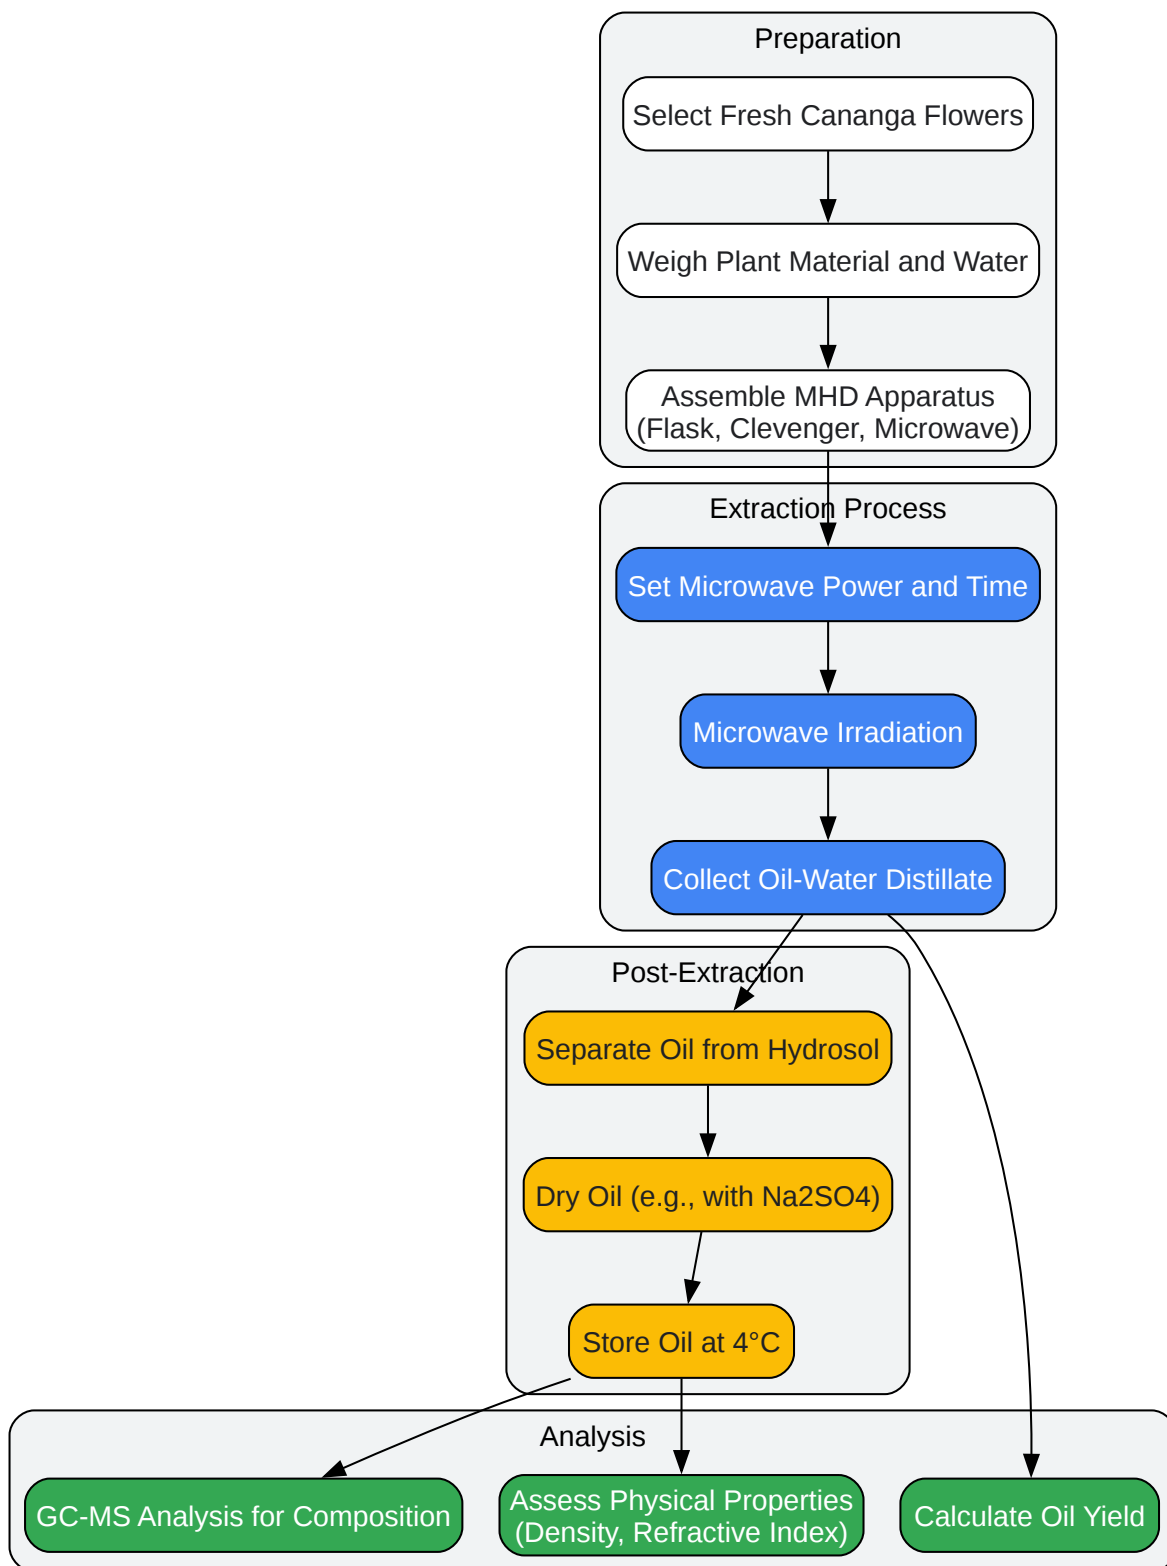 Preparation
Select Fresh Cananga Flowers
Weigh Plant Material and Water
Assemble MHD Apparatus
(Flask, Clevenger, Microwave)
Extraction Process
Set Microwave Power and Time
Microwave Irradiation
Collect Oil-Water Distillate
Post-Extraction
Separate Oil from Hydrosol
Dry Oil (e.g., with Na2SO4)
Store Oil at 4°C
Analysis
GC-MS Analysis for Composition
Assess Physical Properties
(Density, Refractive Index)
Calculate Oil Yield